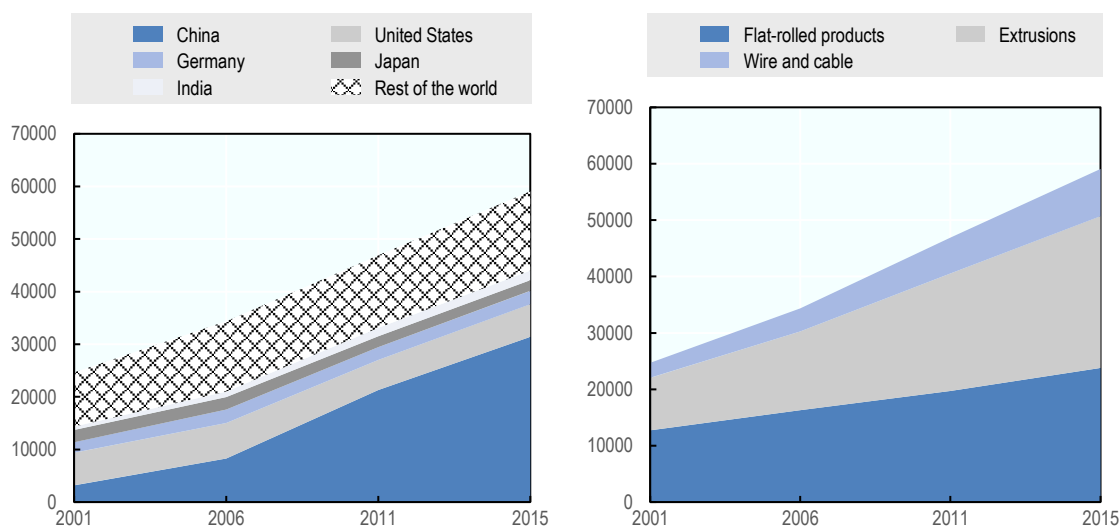 China
United States
Germany
Japan
India
Rest of the world
70000
60000
50000
40000
30000
20000
10000
0
2001
2006
2011
2015
Flat-rolled products
Extrusions
Wire and cable
70000
60000
50000
40000
30000
20000
10000
0
2001
2006
2011
2015